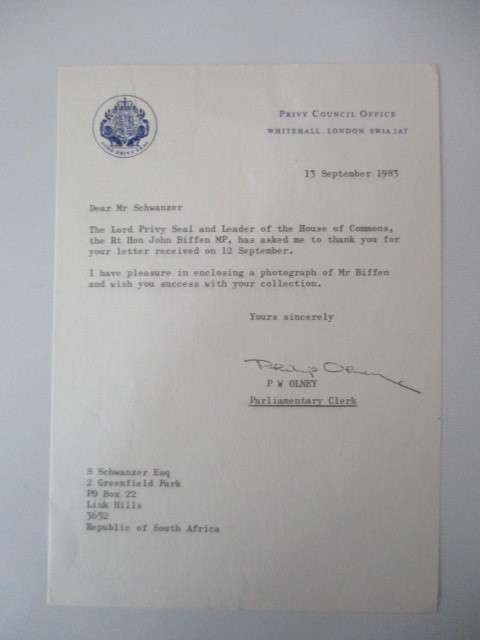 LORD PRIVY SEAL
PRIVY COUNCIL OFFICE
WHITEHALL, LONDON SW1A 2AT
13 September 1983
Dear Mr Schwanzer
The Lord Privy Seal and Leader of the House of Commons,
the Rt Hon John Biffen MP, has asked me to thank you for
your letter received on 12 September.
I have pleasure in enclosing a photograph of Mr Biffen
and wish you success with your collection.
Yours sincerely
Philip Olney
P W OLNEY
Parliamentary Clerk
S Schwanzer Esq
2 Greenfield Park
PO Box 22
Link Hills
3652
Republic of South Africa